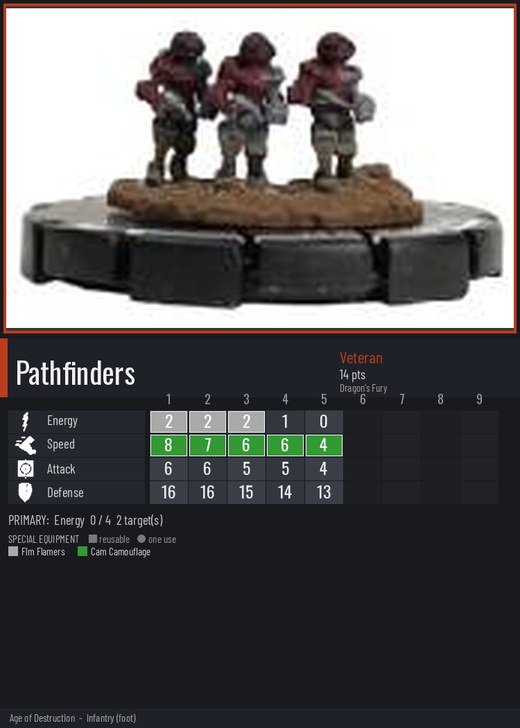 Pathfinders
Veteran
14 pts
Dragon's Fury
1 2 3 4 5 6 7 8 9
Energy 2 2 2 1 0
Speed 8 7 6 6 4
Attack 6 6 5 5 4
Defense 16 16 15 14 13
PRIMARY: Energy 0 / 4 2 target(s)
SPECIAL EQUIPMENT reusable one use
Flm Flamers Cam Camouflage
Age of Destruction - Infantry (foot)